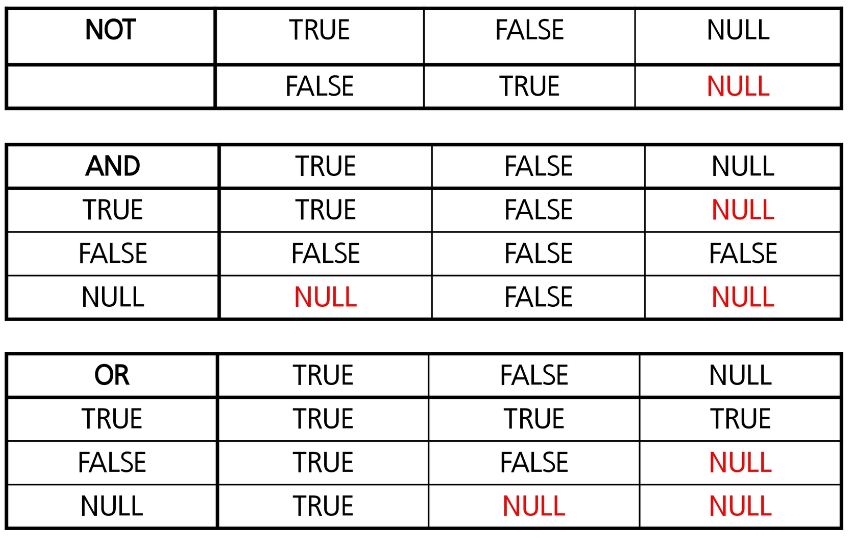 NOT TRUE FALSE NULL
FALSE TRUE NULL
AND TRUE FALSE NULL
TRUE TRUE FALSE NULL
FALSE FALSE FALSE FALSE
NULL NULL FALSE NULL
OR TRUE FALSE NULL
TRUE TRUE TRUE TRUE
FALSE TRUE FALSE NULL
NULL TRUE NULL NULL